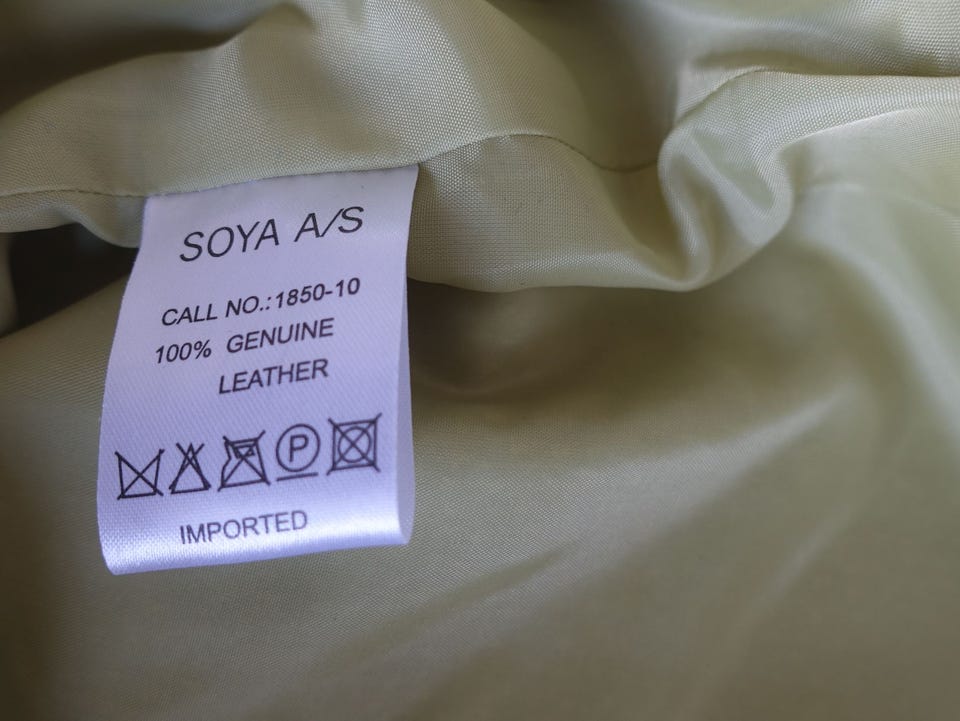 SOYA A/S
CALL NO.:1850-10
100% GENUINE
LEATHER
P
IMPORTED